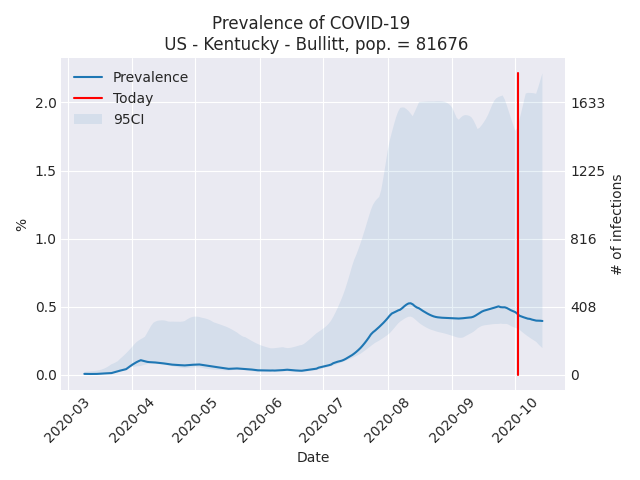 Prevalence of COVID-19
US - Kentucky - Bullitt, pop. = 81676
Prevalence
Today
95CI
2.0
1.5
1.0
0.5
0.0
%
1633
1225
816
408
0
# of infections
2020-03
2020-04
2020-05
2020-06
2020-07
2020-08
2020-09
2020-10
Date